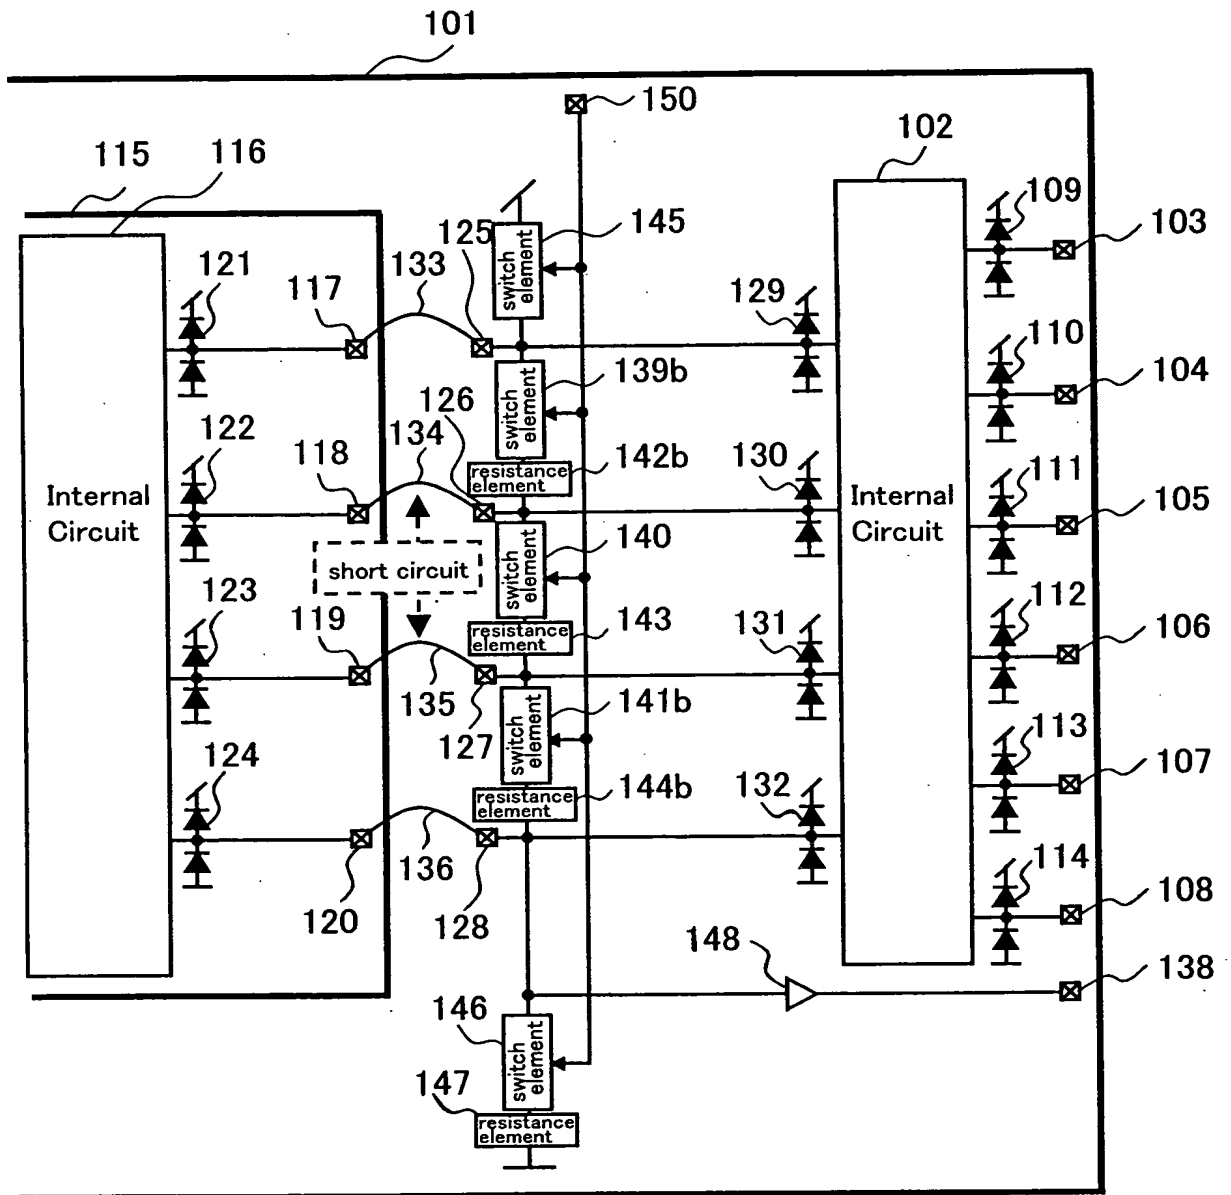 101
150
102
115
116
109
103
125
switch
element
145
121
117
133
129
110
104
139b
switch
element
122
118
134
126
resistance
element
142b
130
111
105
Internal
Circuit
Internal
Circuit
switch
element
140
short circuit
123
119
resistance
element
143
131
112
106
135
127
switch
element
141b
113
107
124
resistance
element
144b
132
136
114
108
120
128
148
138
146
switch
element
147
resistance
element